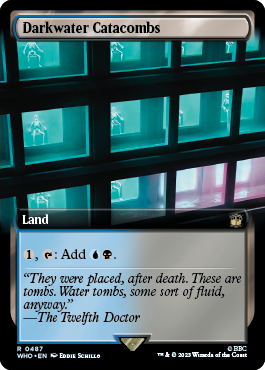 Darkwater Catacombs
Land
1, T: Add UB.
“They were placed, after death. These are
tombs. Water tombs, some sort of fluid,
anyway.”
—The Twelfth Doctor
R 0487
WHO • EN Eddie Schillo
© BBC
™ & © 2023 Wizards of the Coast